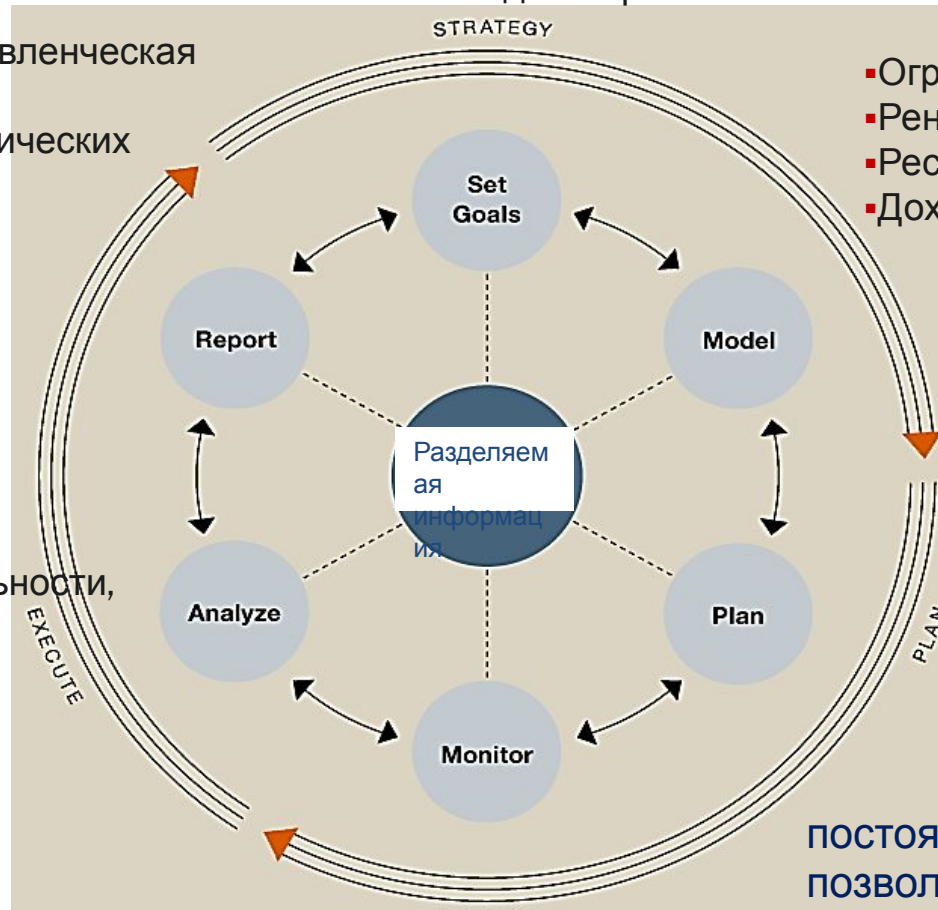 STRATEGY
вленческая
ических
▪Огр
▪Рен
▪Рес
▪Дох
Set
Goals
Report
Model
Разделяем
ая
информац
ия
ьности,
Analyze
Plan
EXECUTE
PLAN
Monitor
постоя
позвол